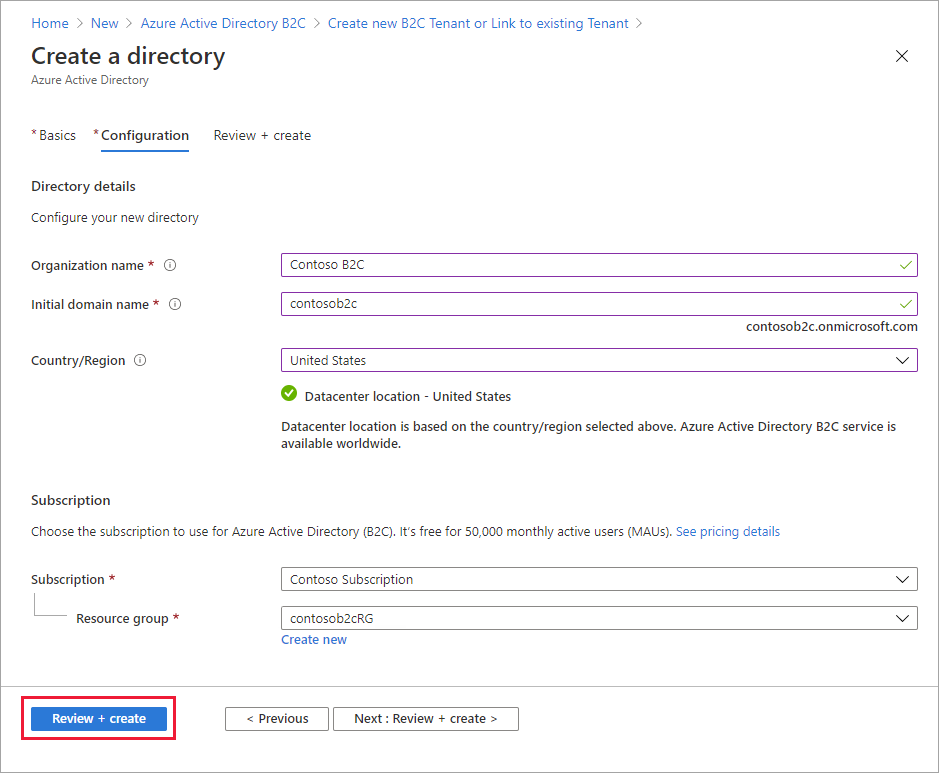 Home > New > Azure Active Directory B2C > Create new B2C Tenant or Link to existing Tenant >
Create a directory
Azure Active Directory
* Basics * Configuration Review + create
Directory details
Configure your new directory
Organization name * Contoso B2C
Initial domain name * contosob2c
contosob2c.onmicrosoft.com
Country/Region United States
Datacenter location - United States
Datacenter location is based on the country/region selected above. Azure Active Directory B2C service is
available worldwide.
Subscription
Choose the subscription to use for Azure Active Directory (B2C). It's free for 50,000 monthly active users (MAUs). See pricing details
Subscription * Contoso Subscription
Resource group * contosob2cRG
Create new
Review + create < Previous Next : Review + create >